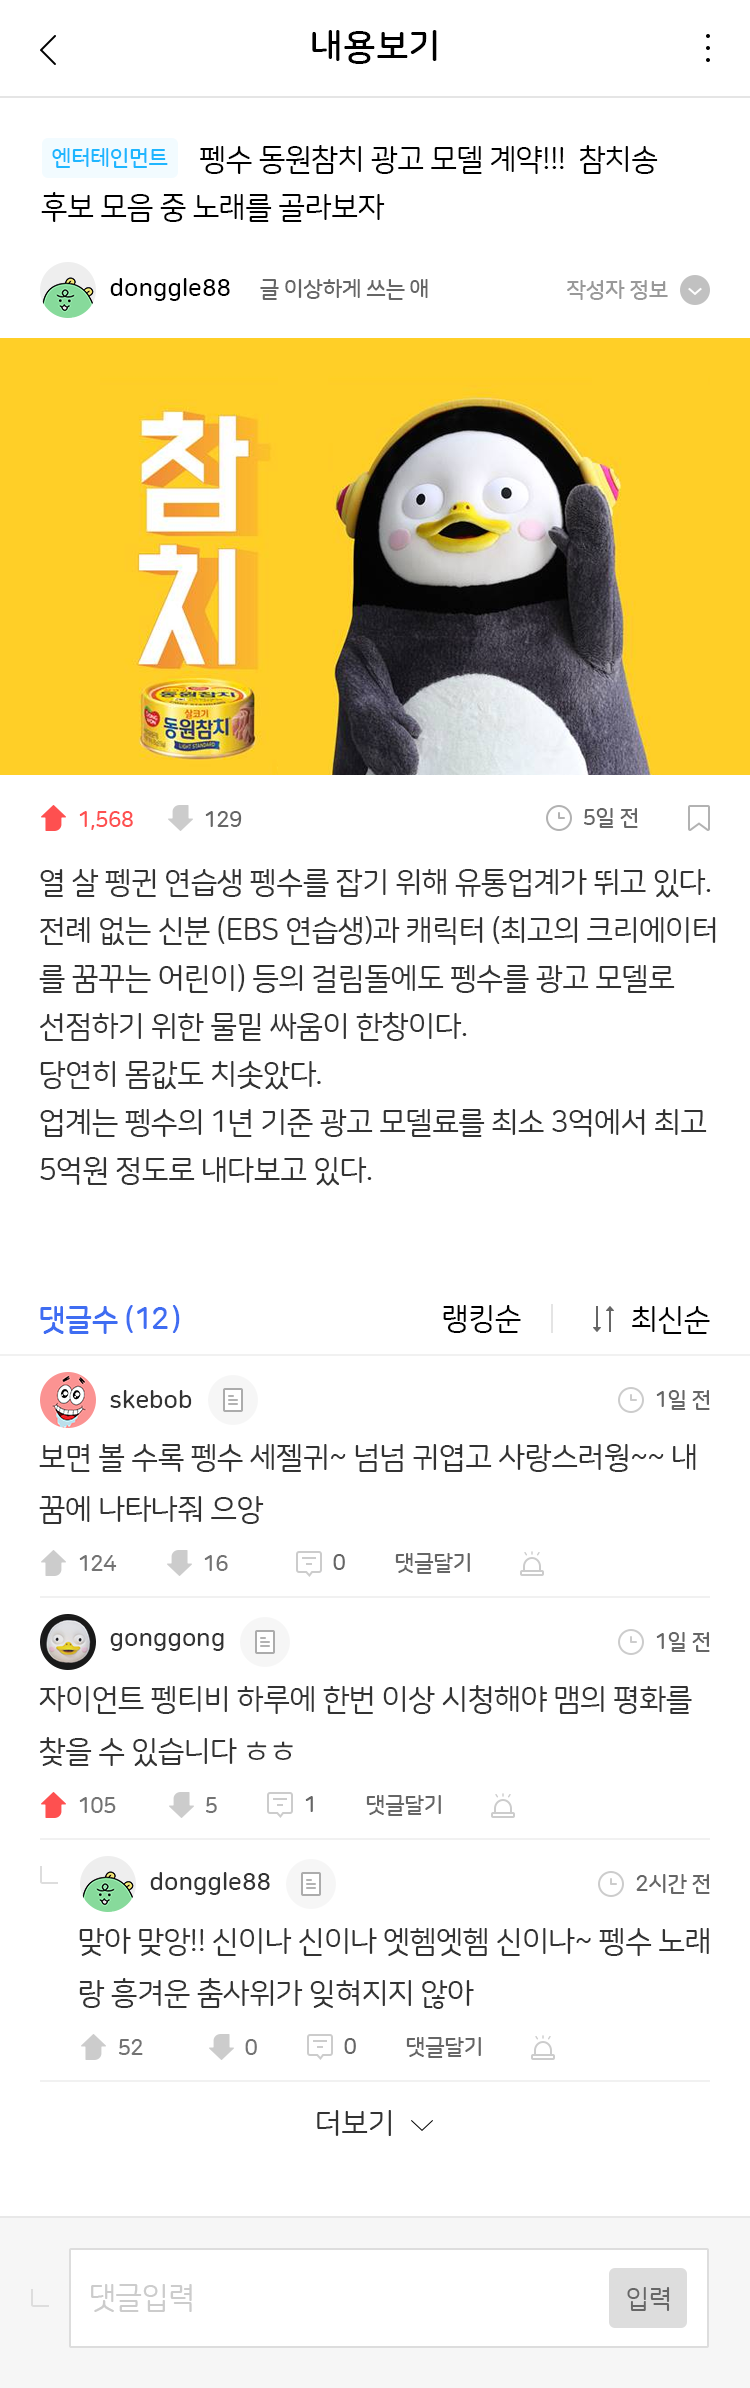 내용보기
엔터테인먼트 펭수 동원참치 광고 모델 계약!!! 참치송
후보 모음 중 노래를 골라보자
donggle88 글 이상하게 쓰는 애 작성자 정보
참
치
동원참치
살코기
동원참치
LIGHT STANDARD
1,568 129 5일 전
열 살 펭귄 연습생 펭수를 잡기 위해 유통업계가 뛰고 있다.
전례 없는 신분 (EBS 연습생)과 캐릭터 (최고의 크리에이터
를 꿈꾸는 어린이) 등의 걸림돌에도 펭수를 광고 모델로
선점하기 위한 물밑 싸움이 한창이다.
당연히 몸값도 치솟았다.
업계는 펭수의 1년 기준 광고 모델료를 최소 3억에서 최고
5억원 정도로 내다보고 있다.
댓글수 (12) 랭킹순 최신순
skebob 1일 전
보면 볼 수록 펭수 세젤귀~ 넘넘 귀엽고 사랑스러웡~~ 내
꿈에 나타나줘 으앙
124 16 0 댓글달기
gonggong 1일 전
자이언트 펭티비 하루에 한번 이상 시청해야 맴의 평화를
찾을 수 있습니다 ㅎㅎ
105 5 1 댓글달기
donggle88 2시간 전
맞아 맞앙!! 신이나 신이나 엣헴엣헴 신이나~ 펭수 노래
랑 흥겨운 춤사위가 잊혀지지 않아
52 0 0 댓글달기
더보기
댓글입력 입력